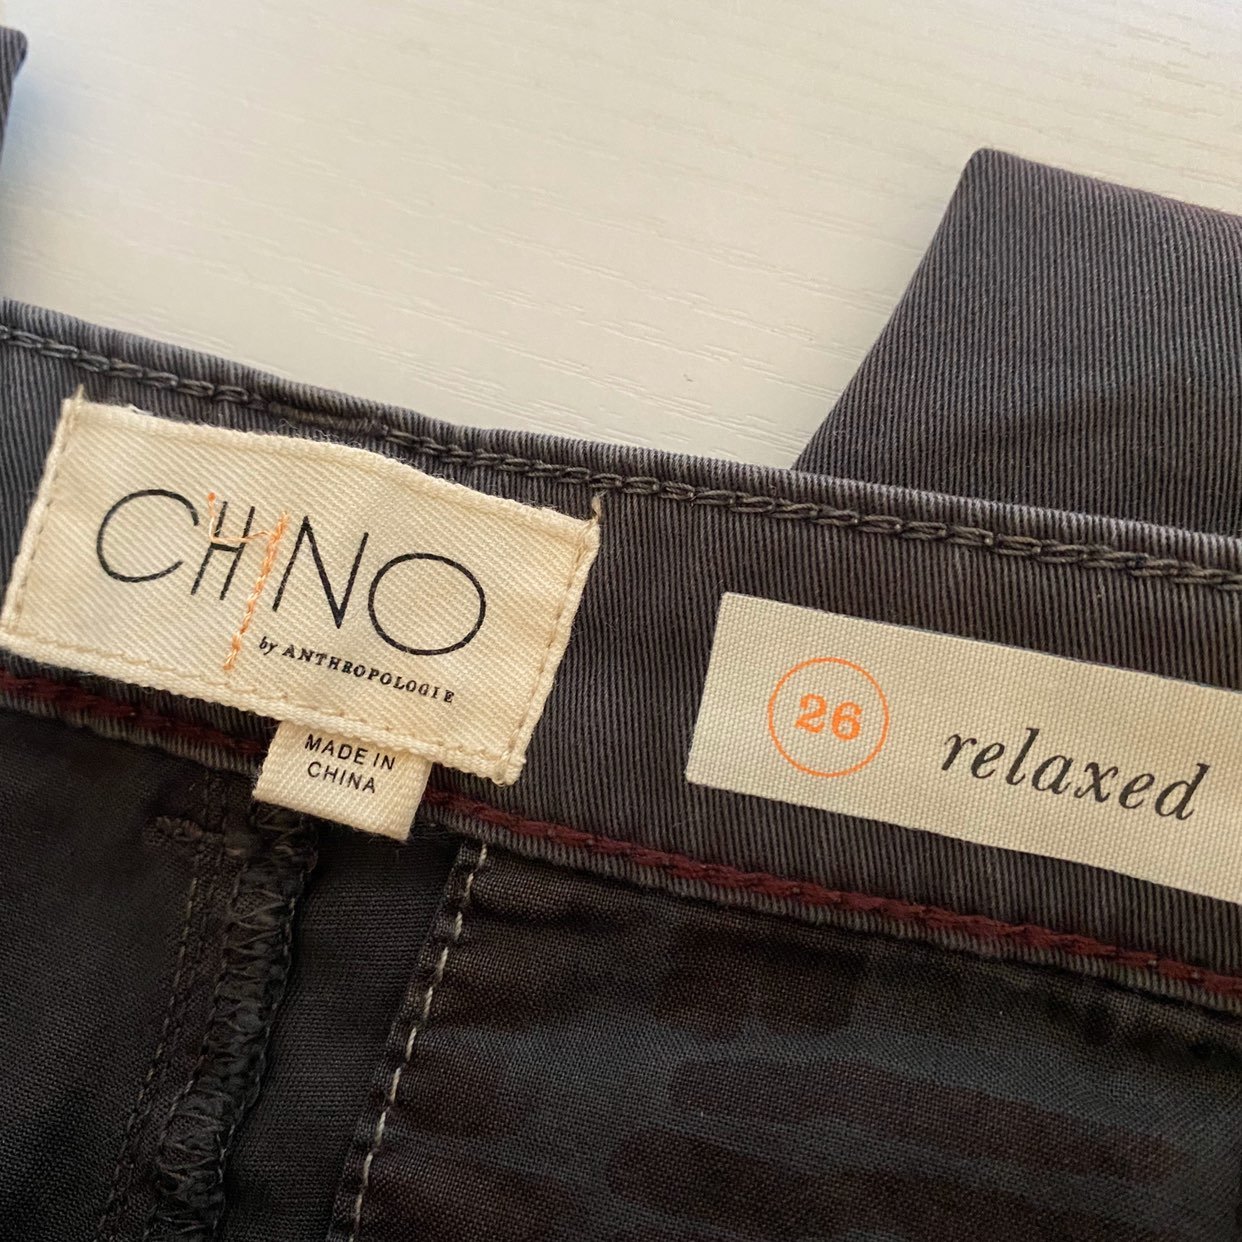 CHINO
by ANTHROPOLOGIE
MADE IN
CHINA
26 relaxed